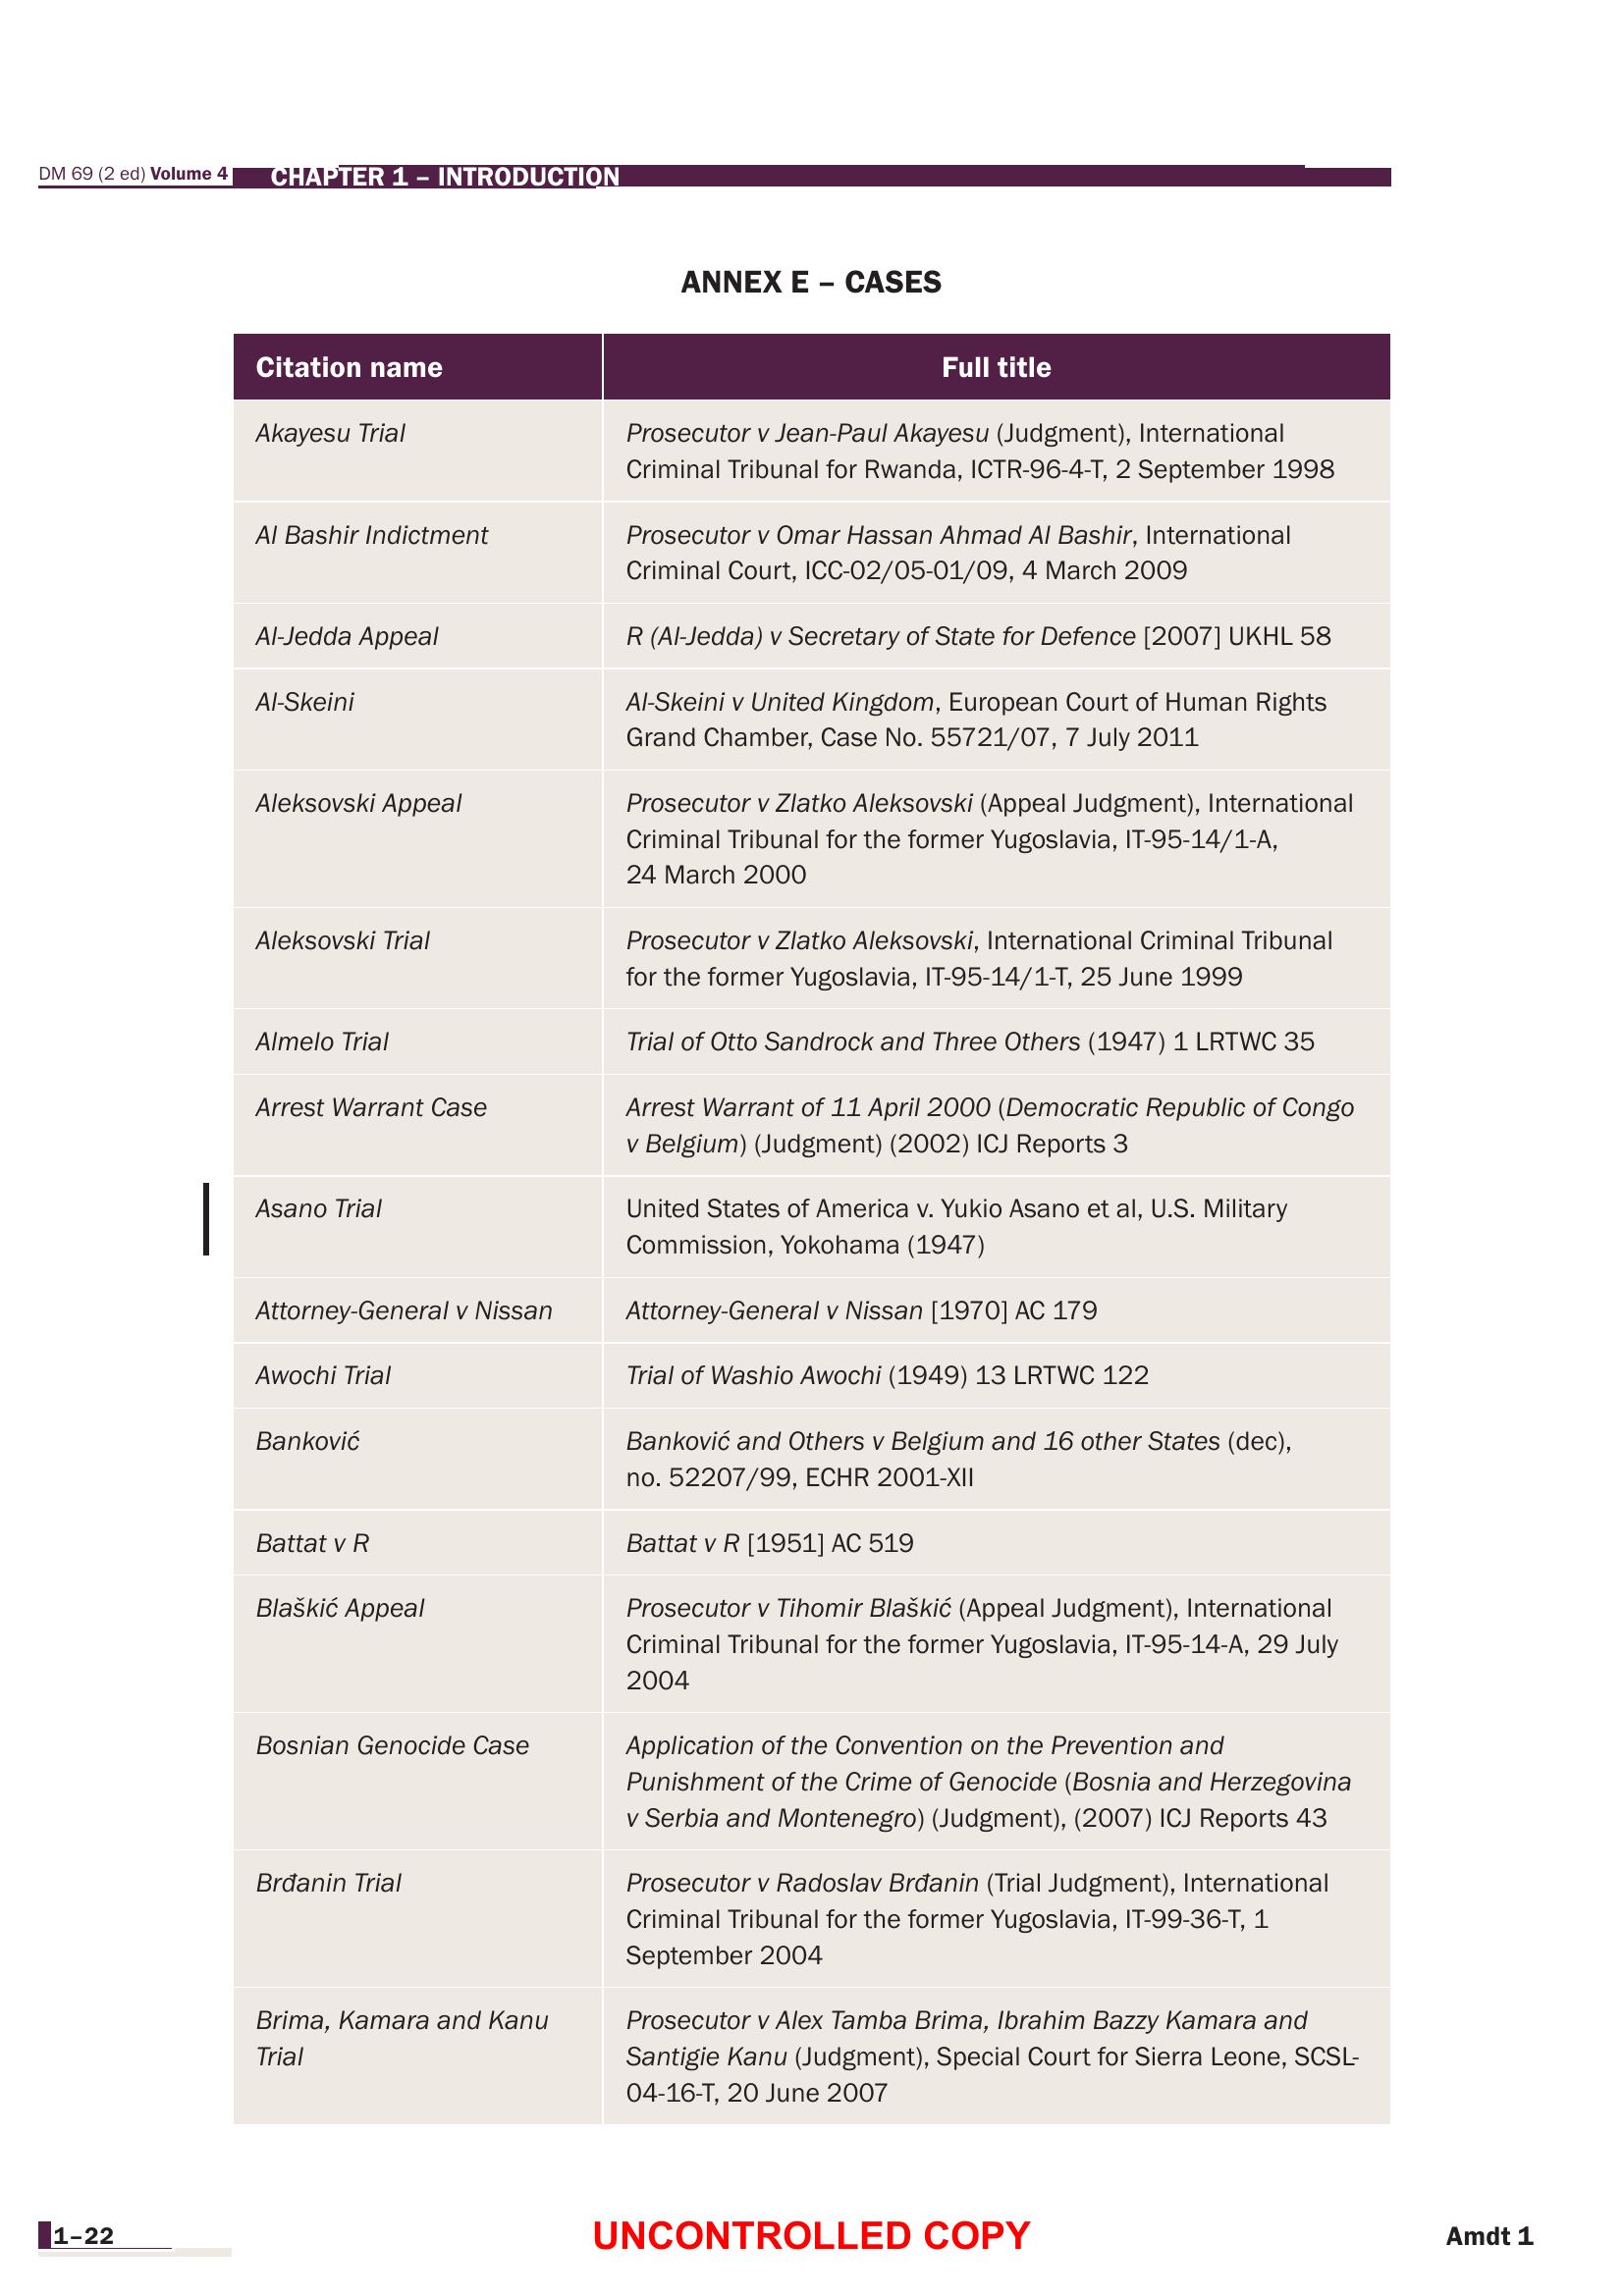 DM 69 (2 ed) Volume 4
CHAPTER 1 – INTRODUCTION
ANNEX E – CASES
Citation name
Full title
Akayesu Trial
Prosecutor v Jean-Paul Akayesu (Judgment), International
Criminal Tribunal for Rwanda, ICTR-96-4-T, 2 September 1998
Al Bashir Indictment
Prosecutor v Omar Hassan Ahmad Al Bashir, International
Criminal Court, ICC-02/05-01/09, 4 March 2009
Al-Jedda Appeal
R (Al-Jedda) v Secretary of State for Defence [2007] UKHL 58
Al-Skeini
Al-Skeini v United Kingdom, European Court of Human Rights
Grand Chamber, Case No. 55721/07, 7 July 2011
Aleksovski Appeal
Prosecutor v Zlatko Aleksovski (Appeal Judgment), International
Criminal Tribunal for the former Yugoslavia, IT-95-14/1-A,
24 March 2000
Aleksovski Trial
Prosecutor v Zlatko Aleksovski, International Criminal Tribunal
for the former Yugoslavia, IT-95-14/1-T, 25 June 1999
Almelo Trial
Trial of Otto Sandrock and Three Others (1947) 1 LRTWC 35
Arrest Warrant Case
Arrest Warrant of 11 April 2000 (Democratic Republic of Congo
v Belgium) (Judgment) (2002) ICJ Reports 3
Asano Trial
United States of America v. Yukio Asano et al, U.S. Military
Commission, Yokohama (1947)
Attorney-General v Nissan
Attorney-General v Nissan [1970] AC 179
Awochi Trial
Trial of Washio Awochi (1949) 13 LRTWC 122
Banković
Banković and Others v Belgium and 16 other States (dec),
no. 52207/99, ECHR 2001-XII
Battat v R
Battat v R [1951] AC 519
Blaškić Appeal
Prosecutor v Tihomir Blaškić (Appeal Judgment), International
Criminal Tribunal for the former Yugoslavia, IT-95-14-A, 29 July
2004
Bosnian Genocide Case
Application of the Convention on the Prevention and
Punishment of the Crime of Genocide (Bosnia and Herzegovina
v Serbia and Montenegro) (Judgment), (2007) ICJ Reports 43
Brđanin Trial
Prosecutor v Radoslav Brđanin (Trial Judgment), International
Criminal Tribunal for the former Yugoslavia, IT-99-36-T, 1
September 2004
Brima, Kamara and Kanu
Trial
Prosecutor v Alex Tamba Brima, Ibrahim Bazzy Kamara and
Santigie Kanu (Judgment), Special Court for Sierra Leone, SCSL-
04-16-T, 20 June 2007
1–22
UNCONTROLLED COPY
Amdt 1